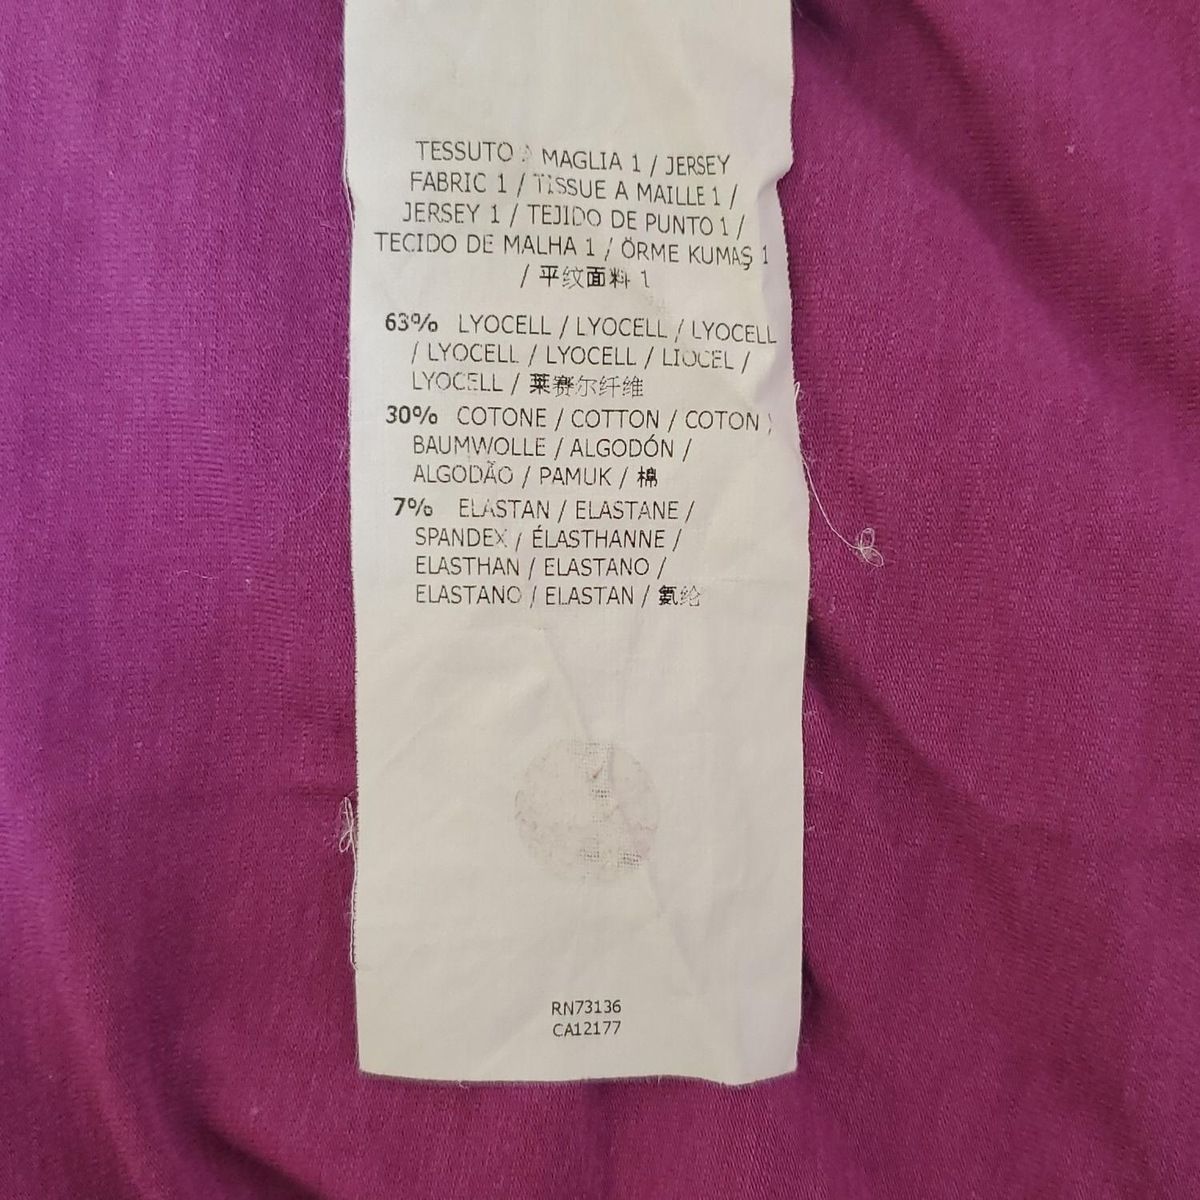 TESSUTO A MAGLIA 1 / JERSEY
FABRIC 1 / TISSUE A MAILLE 1 /
JERSEY 1 / TEJIDO DE PUNTO 1 /
TECIDO DE MALHA 1 / ÖRME KUMAŞ 1
/ 平纹面料 1
63% LYOCELL / LYOCELL / LYOCELL
/ LYOCELL / LYOCELL / LIOCEL /
LYOCELL / 莱赛尔纤维
30% COTONE / COTTON / COTON /
BAUMWOLLE / ALGODÓN /
ALGODÃO / PAMUK / 棉
7% ELASTAN / ELASTANE /
SPANDEX / ÉLASTHANNE /
ELASTHAN / ELASTANO /
ELASTANO / ELASTAN / 氨纶
RN73136
CA12177